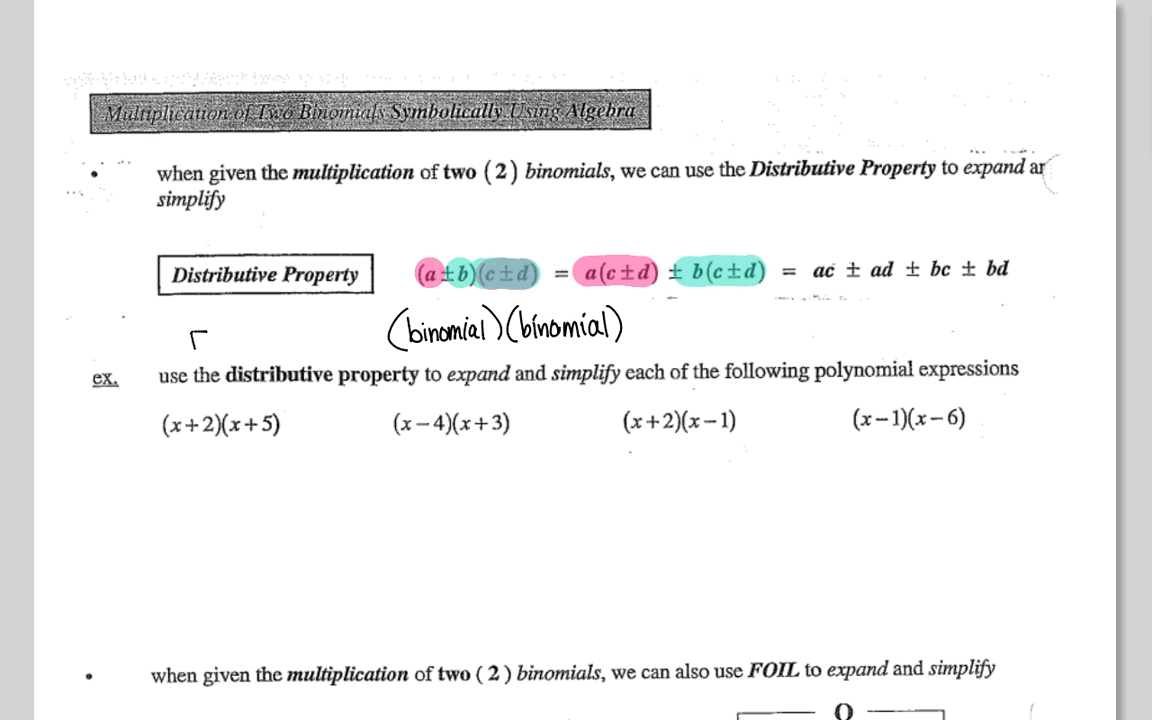 Multiplication of Two Binomials Symbolically Using Algebra
• when given the multiplication of two ( 2 ) binomials, we can use the Distributive Property to expand
simplify
Distributive Property (a±b)(c±d) = a(c±d) ± b(c±d) = ac ± ad ± bc ± bd
(binomial)(binomial)
ex. use the distributive property to expand and simplify each of the following polynomial expressions
(x+2)(x+5) (x−4)(x+3) (x+2)(x−1) (x−1)(x−6)
• when given the multiplication of two ( 2 ) binomials, we can also use FOIL to expand and simplify
O